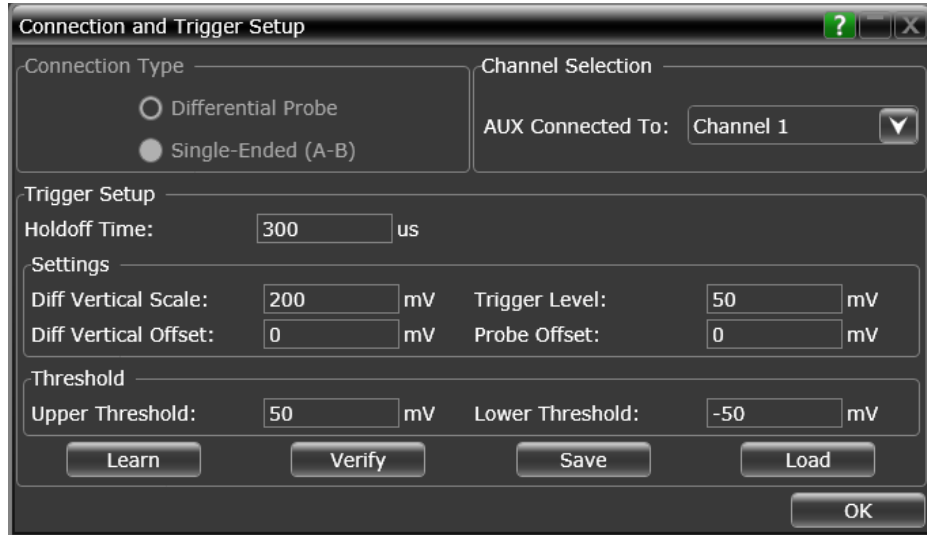 Connection and Trigger Setup
?
Connection Type
Differential Probe
Single-Ended (A-B)
Channel Selection
AUX Connected To: Channel 1
Trigger Setup
Holdoff Time: 300 us
Settings
Diff Vertical Scale: 200 mV Trigger Level: 50 mV
Diff Vertical Offset: 0 mV Probe Offset: 0 mV
Threshold
Upper Threshold: 50 mV Lower Threshold: -50 mV
Learn Verify Save Load
OK